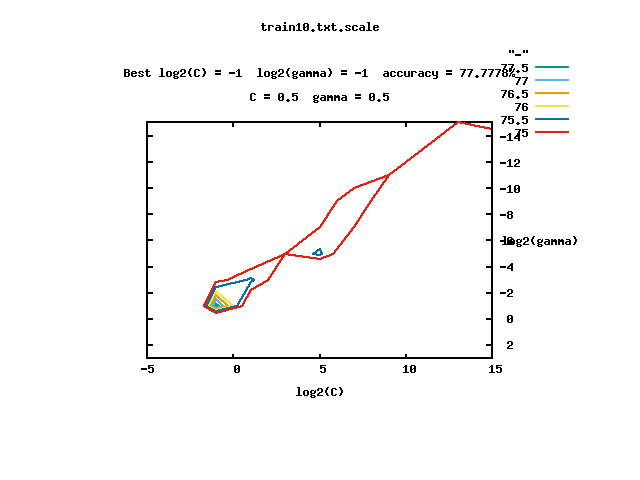 train10.txt.scale
"-"
Best log2(C) = -1 log2(gamma) = -1 accuracy = 77.7778%
C = 0.5 gamma = 0.5
77.5
77
76.5
76
75.5
75
-14
-12
-10
-8
-6
-4
-2
0
2
log2(gamma)
-5 0 5 10 15
log2(C)